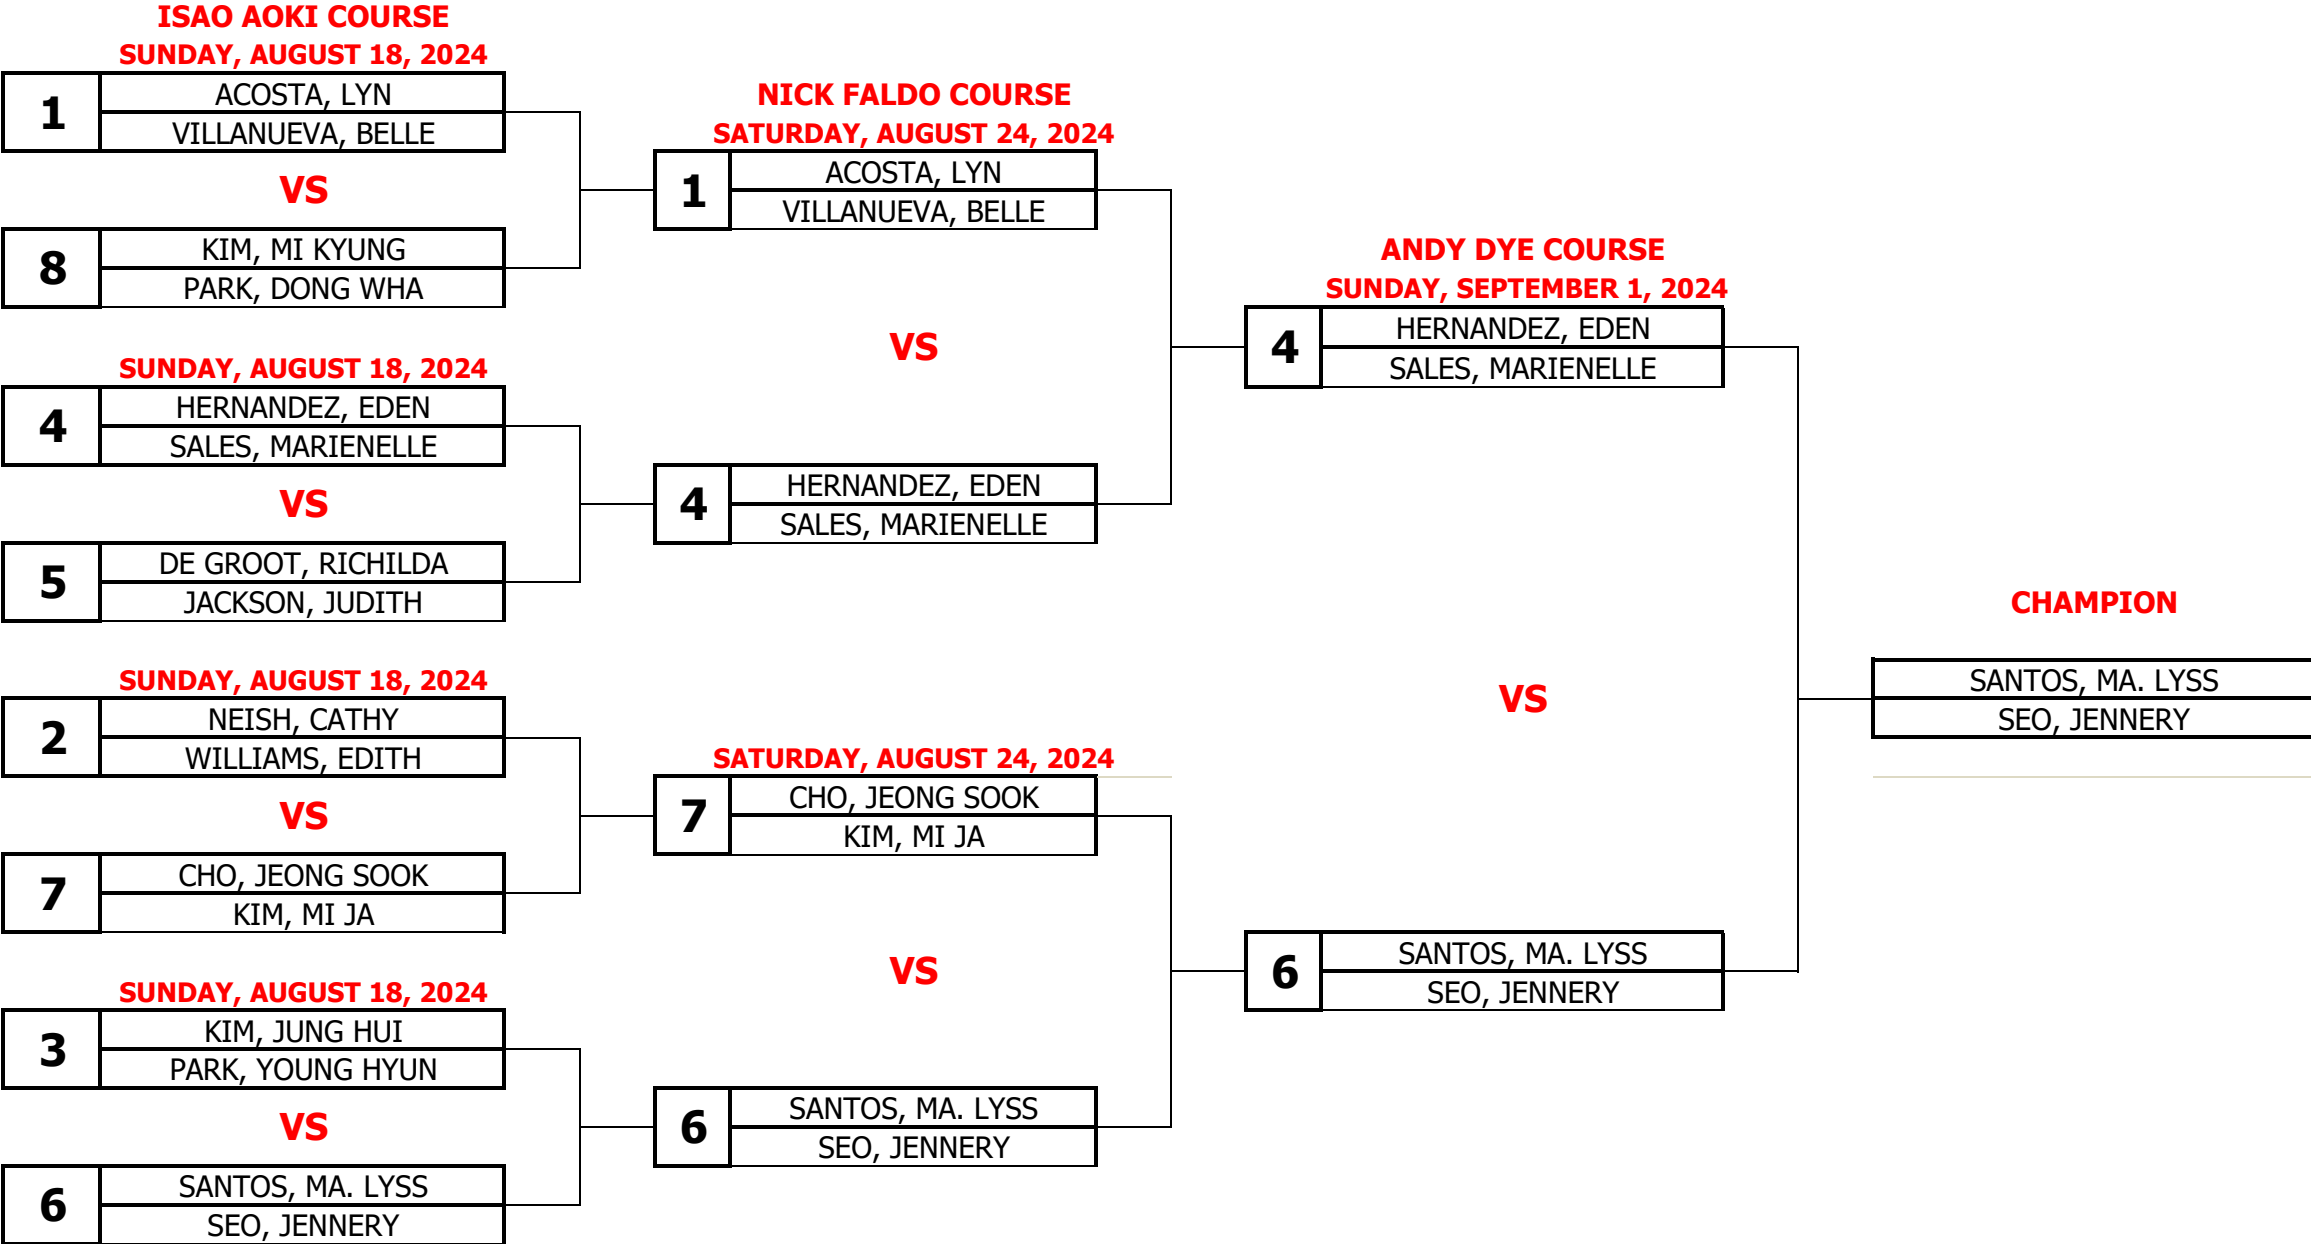 ISAO AOKI COURSE
SUNDAY, AUGUST 18, 2024
1
ACOSTA, LYN
VILLANUEVA, BELLE
VS
8
KIM, MI KYUNG
PARK, DONG WHA
SUNDAY, AUGUST 18, 2024
4
HERNANDEZ, EDEN
SALES, MARIENELLE
VS
5
DE GROOT, RICHILDA
JACKSON, JUDITH
SUNDAY, AUGUST 18, 2024
2
NEISH, CATHY
WILLIAMS, EDITH
VS
7
CHO, JEONG SOOK
KIM, MI JA
SUNDAY, AUGUST 18, 2024
3
KIM, JUNG HUI
PARK, YOUNG HYUN
VS
6
SANTOS, MA. LYSS
SEO, JENNERY
NICK FALDO COURSE
SATURDAY, AUGUST 24, 2024
1
ACOSTA, LYN
VILLANUEVA, BELLE
VS
4
HERNANDEZ, EDEN
SALES, MARIENELLE
SATURDAY, AUGUST 24, 2024
7
CHO, JEONG SOOK
KIM, MI JA
VS
6
SANTOS, MA. LYSS
SEO, JENNERY
ANDY DYE COURSE
SUNDAY, SEPTEMBER 1, 2024
4
HERNANDEZ, EDEN
SALES, MARIENELLE
VS
6
SANTOS, MA. LYSS
SEO, JENNERY
CHAMPION
SANTOS, MA. LYSS
SEO, JENNERY